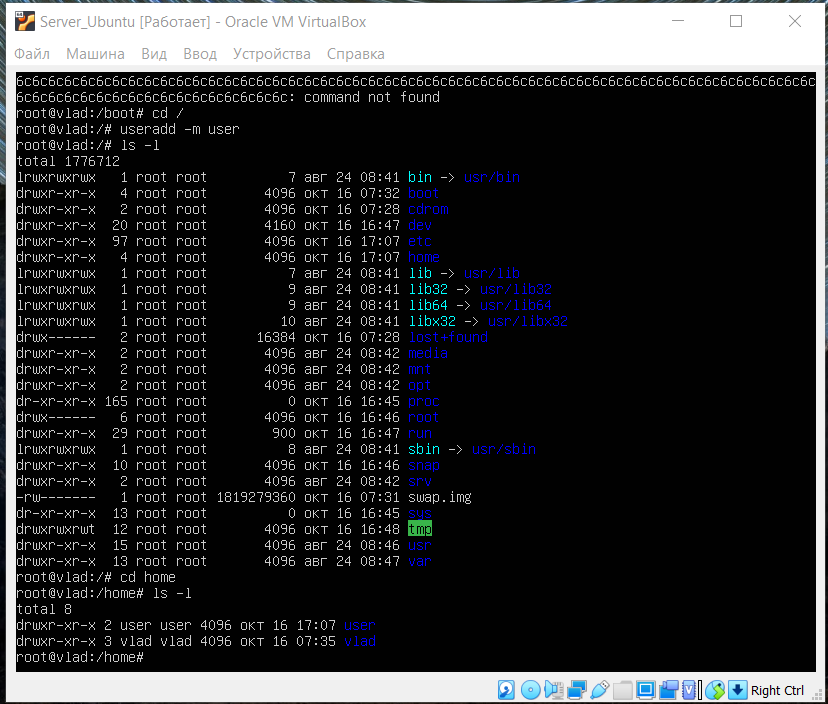 Server_Ubuntu [Работает] - Oracle VM VirtualBox
Файл Машина Вид Ввод Устройства Справка
6c6c6c6c6c6c6c6c6c6c6c6c6c6c6c6c6c6c6c6c6c6c6c6c6c6c6c6c6c6c6c6c6c6c6c6c6c6c6c6c6c6c6c6c6c6c6c6c6c6c
6c6c6c6c6c6c6c6c6c6c6c6c6c6c6c6c6c: command not found
root@vlad:/boot# cd /
root@vlad:/# useradd -m user
root@vlad:/# ls -l
total 1776712
lrwxrwxrwx 1 root root 7 авг 24 08:41 bin -> usr/bin
drwxr-xr-x 4 root root 4096 окт 16 07:32 boot
drwxr-xr-x 2 root root 4096 окт 16 07:28 cdrom
drwxr-xr-x 20 root root 4160 окт 16 16:47 dev
drwxr-xr-x 97 root root 4096 окт 16 17:07 etc
drwxr-xr-x 4 root root 4096 окт 16 17:07 home
lrwxrwxrwx 1 root root 7 авг 24 08:41 lib -> usr/lib
lrwxrwxrwx 1 root root 9 авг 24 08:41 lib32 -> usr/lib32
lrwxrwxrwx 1 root root 9 авг 24 08:41 lib64 -> usr/lib64
lrwxrwxrwx 1 root root 10 авг 24 08:41 libx32 -> usr/libx32
drwx------ 2 root root 16384 окт 16 07:28 lost+found
drwxr-xr-x 2 root root 4096 авг 24 08:42 media
drwxr-xr-x 2 root root 4096 авг 24 08:42 mnt
drwxr-xr-x 2 root root 4096 авг 24 08:42 opt
dr-xr-xr-x 165 root root 0 окт 16 16:45 proc
drwx------ 6 root root 4096 окт 16 16:46 root
drwxr-xr-x 29 root root 900 окт 16 16:47 run
lrwxrwxrwx 1 root root 8 авг 24 08:41 sbin -> usr/sbin
drwxr-xr-x 10 root root 4096 окт 16 16:46 snap
drwxr-xr-x 2 root root 4096 авг 24 08:42 srv
-rw------- 1 root root 1819279360 окт 16 07:31 swap.img
dr-xr-xr-x 13 root root 0 окт 16 16:45 sys
drwxrwxrwt 12 root root 4096 окт 16 16:48 tmp
drwxr-xr-x 15 root root 4096 авг 24 08:46 usr
drwxr-xr-x 13 root root 4096 авг 24 08:47 var
root@vlad:/# cd home
root@vlad:/home# ls -l
total 8
drwxr-xr-x 2 user user 4096 окт 16 17:07 user
drwxr-xr-x 3 vlad vlad 4096 окт 16 07:35 vlad
root@vlad:/home#
Right Ctrl